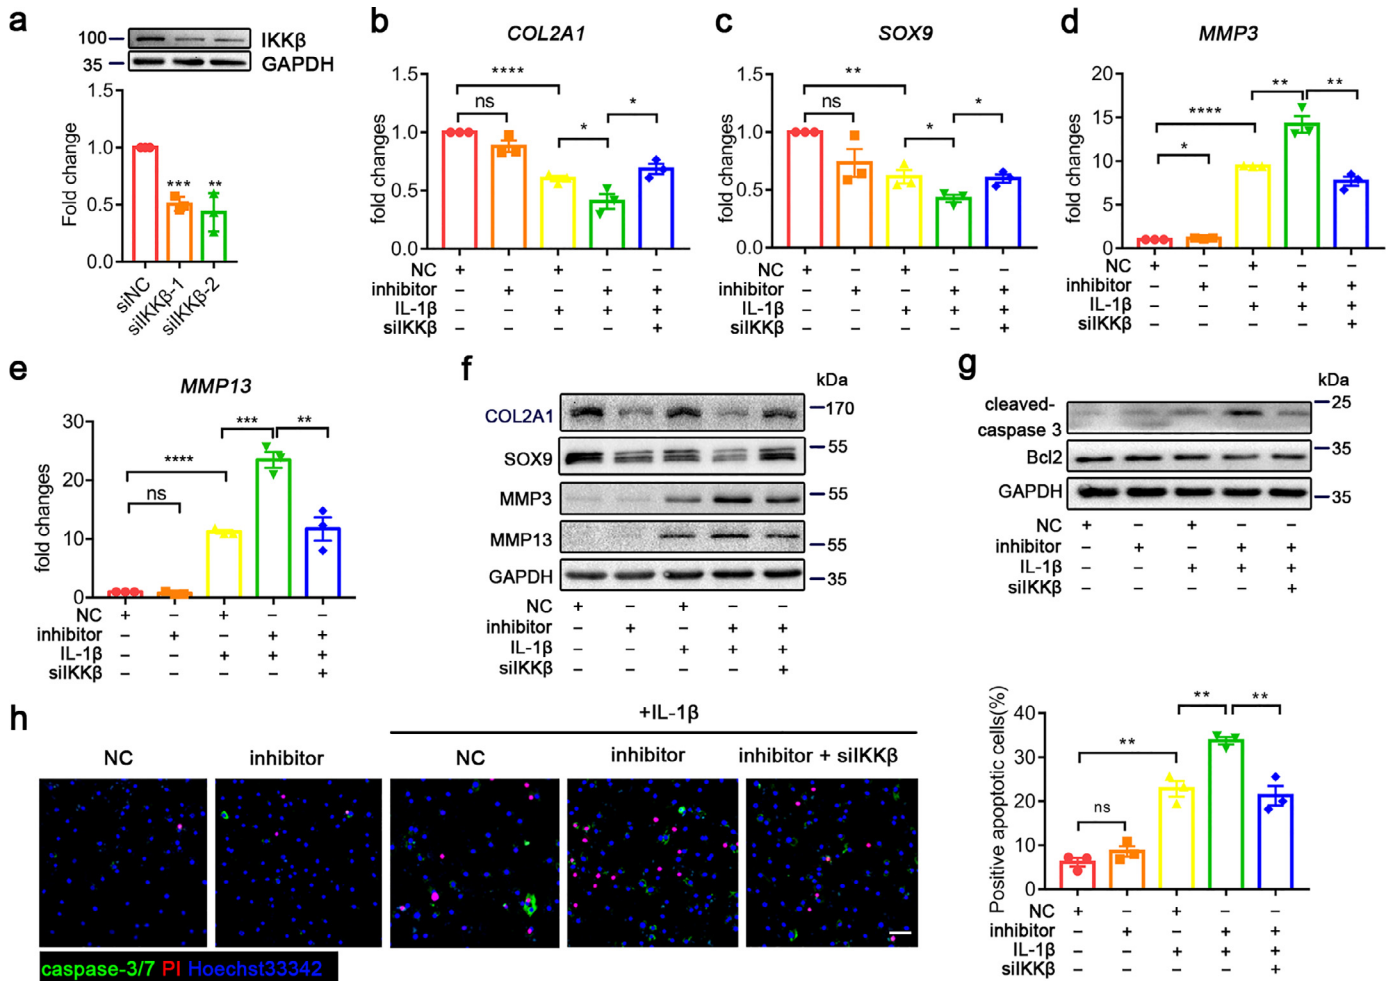 a
100
IKKβ
35
GAPDH
Fold change
1.5
1.0
0.5
0.0
***
**
siNC
siIKKβ-1
siIKKβ-2
b
COL2A1
fold changes
1.5
1.0
0.5
0.0
****
ns
*
*
NC + – + – –
inhibitor – + – + +
IL-1β – – + + +
siIKKβ – – – – +
c
SOX9
fold changes
1.5
1.0
0.5
0.0
**
ns
*
*
NC + – + – –
inhibitor – + – + +
IL-1β – – + + +
siIKKβ – – – – +
d
MMP3
fold changes
20
15
10
5
0
****
*
**
**
NC + – + – –
inhibitor – + – + +
IL-1β – – + + +
siIKKβ – – – – +
e
MMP13
fold changes
30
20
10
0
****
ns
***
**
NC + – + – –
inhibitor – + – + +
IL-1β – – + + +
siIKKβ – – – – +
f
kDa
COL2A1 170
SOX9 55
MMP3 55
MMP13 55
GAPDH 35
NC + – + – –
inhibitor – + – + +
IL-1β – – + + +
siIKKβ – – – – +
g
kDa
cleaved-
caspase 3
25
Bcl2 35
GAPDH 35
NC + – + – –
inhibitor – + – + +
IL-1β – – + + +
siIKKβ – – – – +
h
+IL-1β
NC inhibitor NC inhibitor inhibitor + siIKKβ
caspase-3/7 PI Hoechst33342
Positive apoptotic cells(%)
40
30
20
10
0
**
ns
**
**
NC + – + – –
inhibitor – + – + +
IL-1β – – + + +
siIKKβ – – – – +